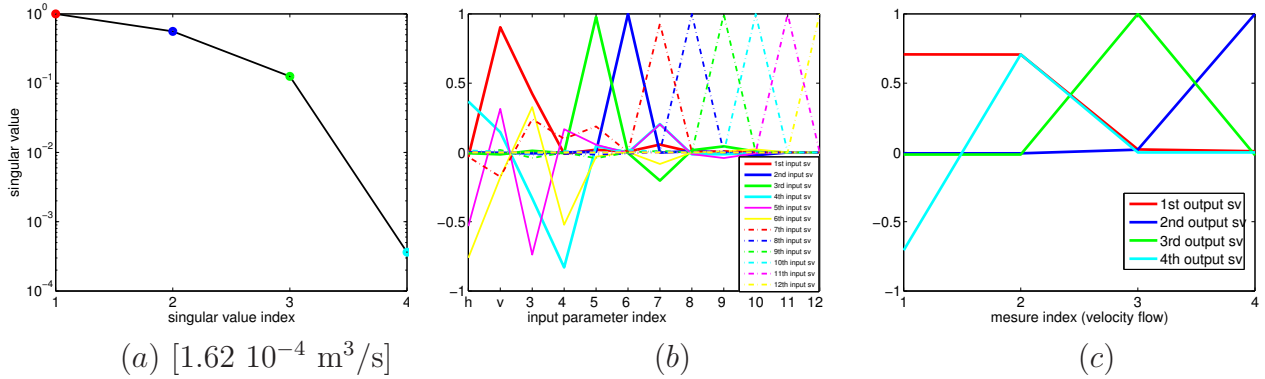 10^0
10^−1
10^−2
10^−3
10^−4
singular value
1 2 3 4
singular value index
(a) [1.62 10^−4 m^3/s]
1
0.5
0
−0.5
−1
h v 3 4 5 6 7 8 9 10 11 12
input parameter index
1st input sv
2nd input sv
3rd input sv
4th input sv
5th input sv
6th input sv
7th input sv
8th input sv
9th input sv
10th input sv
11th input sv
12th input sv
(b)
1
0.5
0
−0.5
−1
1 2 3 4
mesure index (velocity flow)
1st output sv
2nd output sv
3rd output sv
4th output sv
(c)